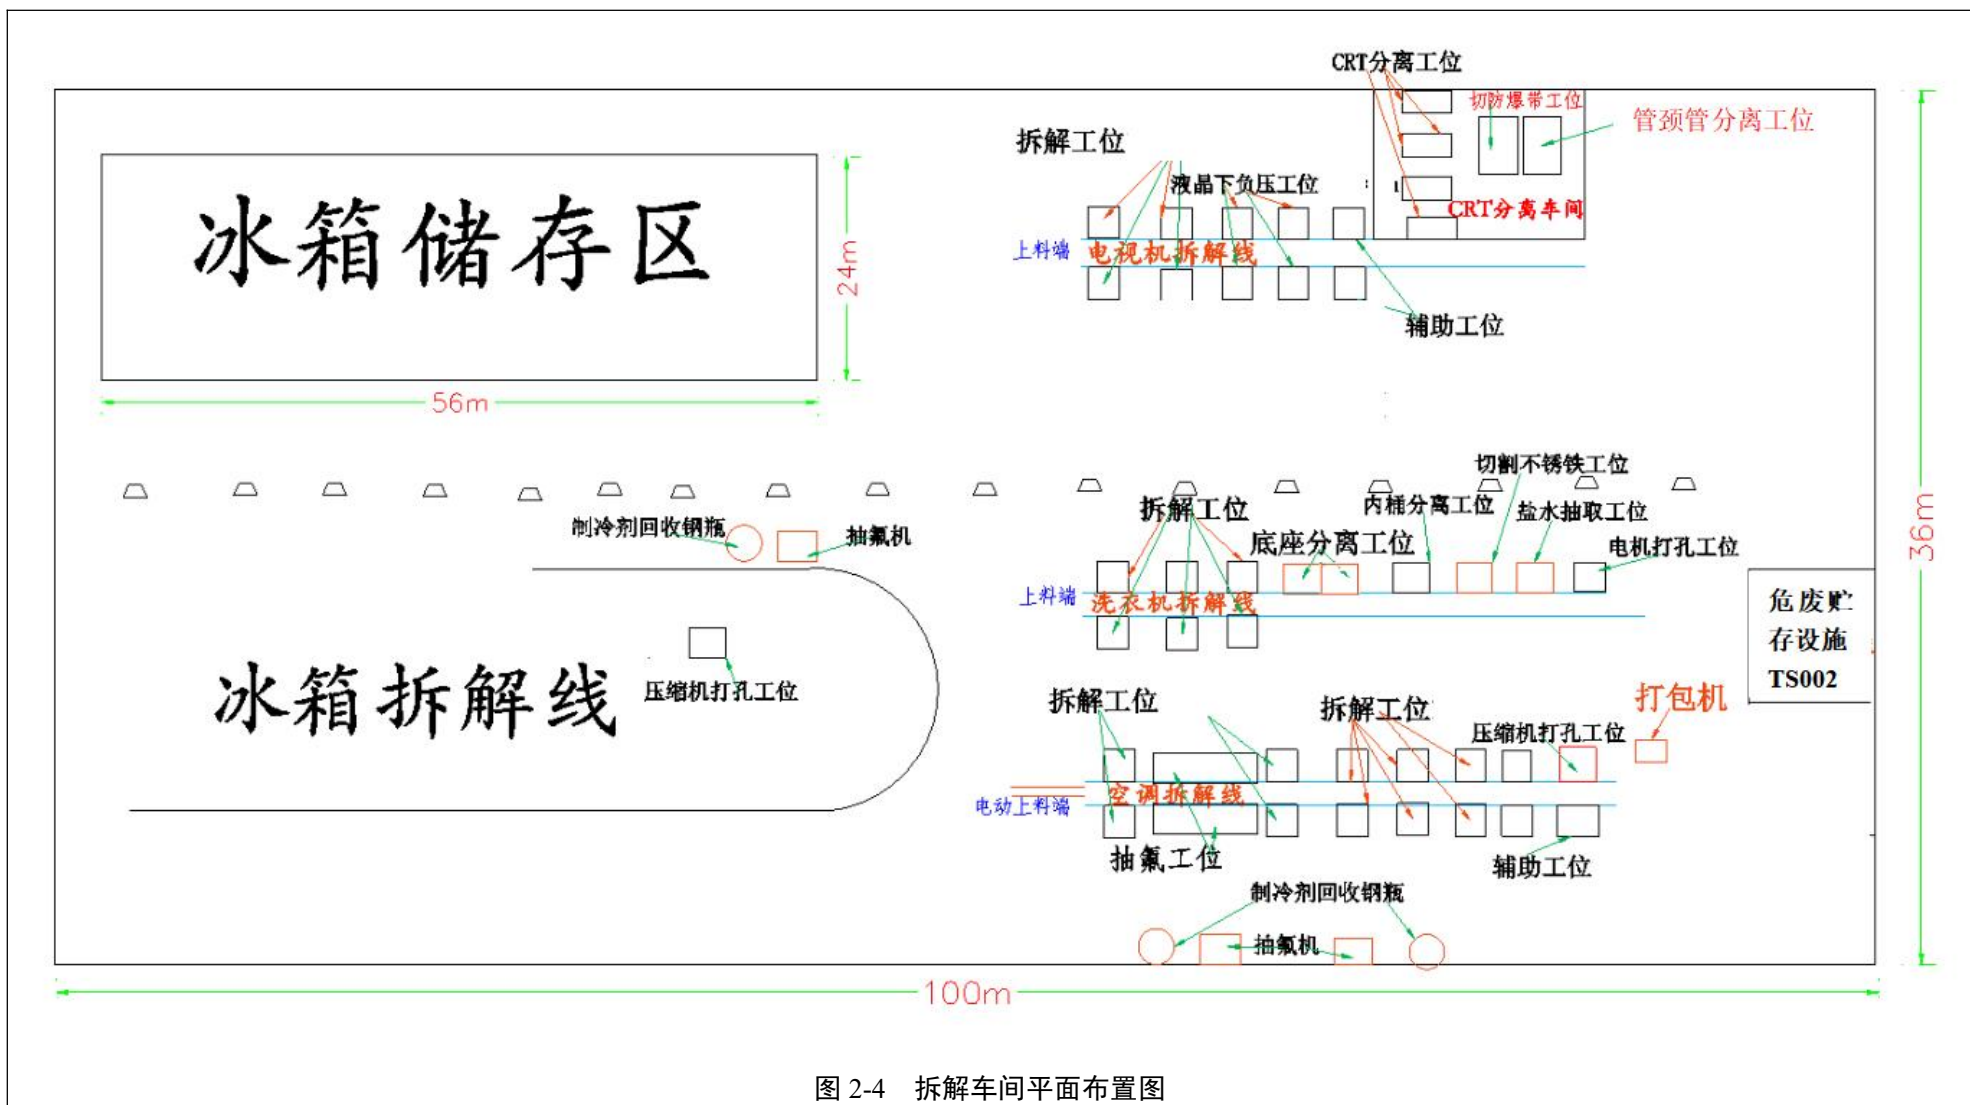 CRT分离工位
切防爆带工位
管颈管分离工位
拆解工位
液晶下负压工位
CRT分离车间
上料端
电视机拆解线
辅助工位
冰箱储存区
24m
56m
36m
切割不锈铁工位
内桶分离工位
盐水抽取工位
拆解工位
底座分离工位
电机打孔工位
制冷剂回收钢瓶
抽氟机
上料端
洗衣机拆解线
危废贮
存设施
TS002
冰箱拆解线
压缩机打孔工位
拆解工位
拆解工位
压缩机打孔工位
打包机
电动上料端
空调拆解线
抽氟工位
辅助工位
制冷剂回收钢瓶
抽氟机
100m
图 2-4 拆解车间平面布置图